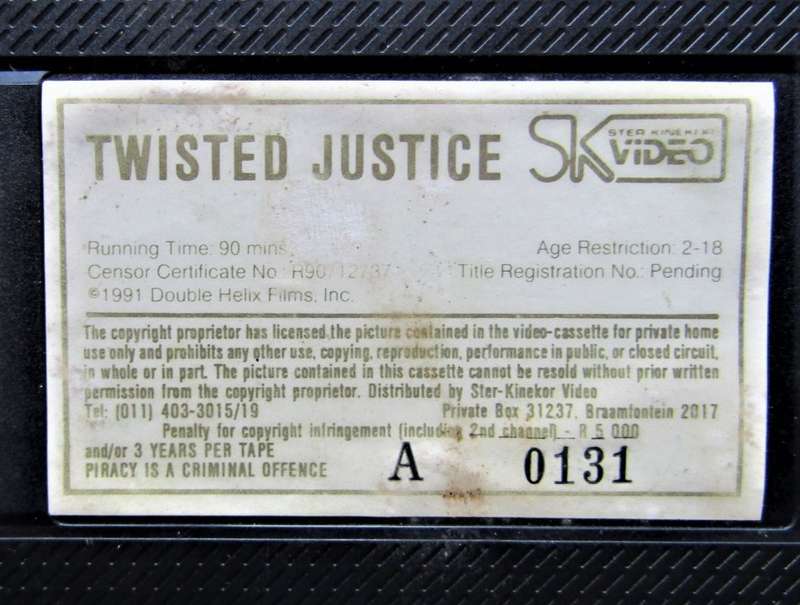 TWISTED JUSTICE
SK STER KINEKOR
ViDEO
Running Time: 90 mins.
Age Restriction: 2-18
Censor Certificate No.:
Title Registration No.: Pending
©1991 Double Helix Films, Inc.
The copyright proprietor has licensed the picture contained in the video-cassette for private home
use only and prohibits any other use, copying, reproduction, performance in public, or closed circuit,
in whole or in part. The picture contained in this cassette cannot be resold without prior written
permission from the copyright proprietor. Distributed by Ster-Kinekor Video
Tel: (011) 403-3015/19
Private Box 31237, Braamfontein 2017
Penalty for copyright infringement (including 2nd channel) - R 5 000
and/or 3 YEARS PER TAPE
PIRACY IS A CRIMINAL OFFENCE
A 0131